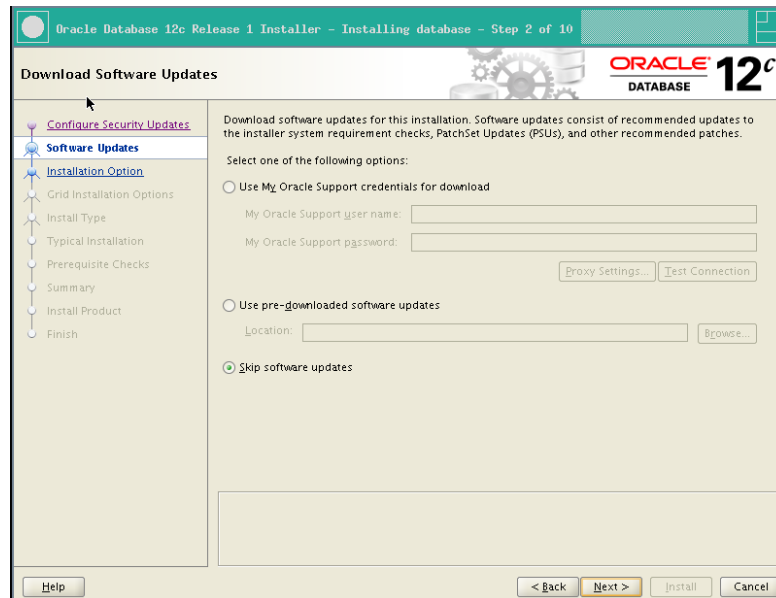 Oracle Database 12c Release 1 Installer - Installing database - Step 2 of 10
Download Software Updates
ORACLE
DATABASE
12c
Configure Security Updates
Software Updates
Installation Option
Grid Installation Options
Install Type
Typical Installation
Prerequisite Checks
Summary
Install Product
Finish
Download software updates for this installation. Software updates consist of recommended updates to
the installer system requirement checks, PatchSet Updates (PSUs), and other recommended patches.
Select one of the following options:
Use My Oracle Support credentials for download
My Oracle Support user name:
My Oracle Support password:
Proxy Settings...
Test Connection
Use pre-downloaded software updates
Location:
Browse...
Skip software updates
Help
< Back
Next >
Install
Cancel